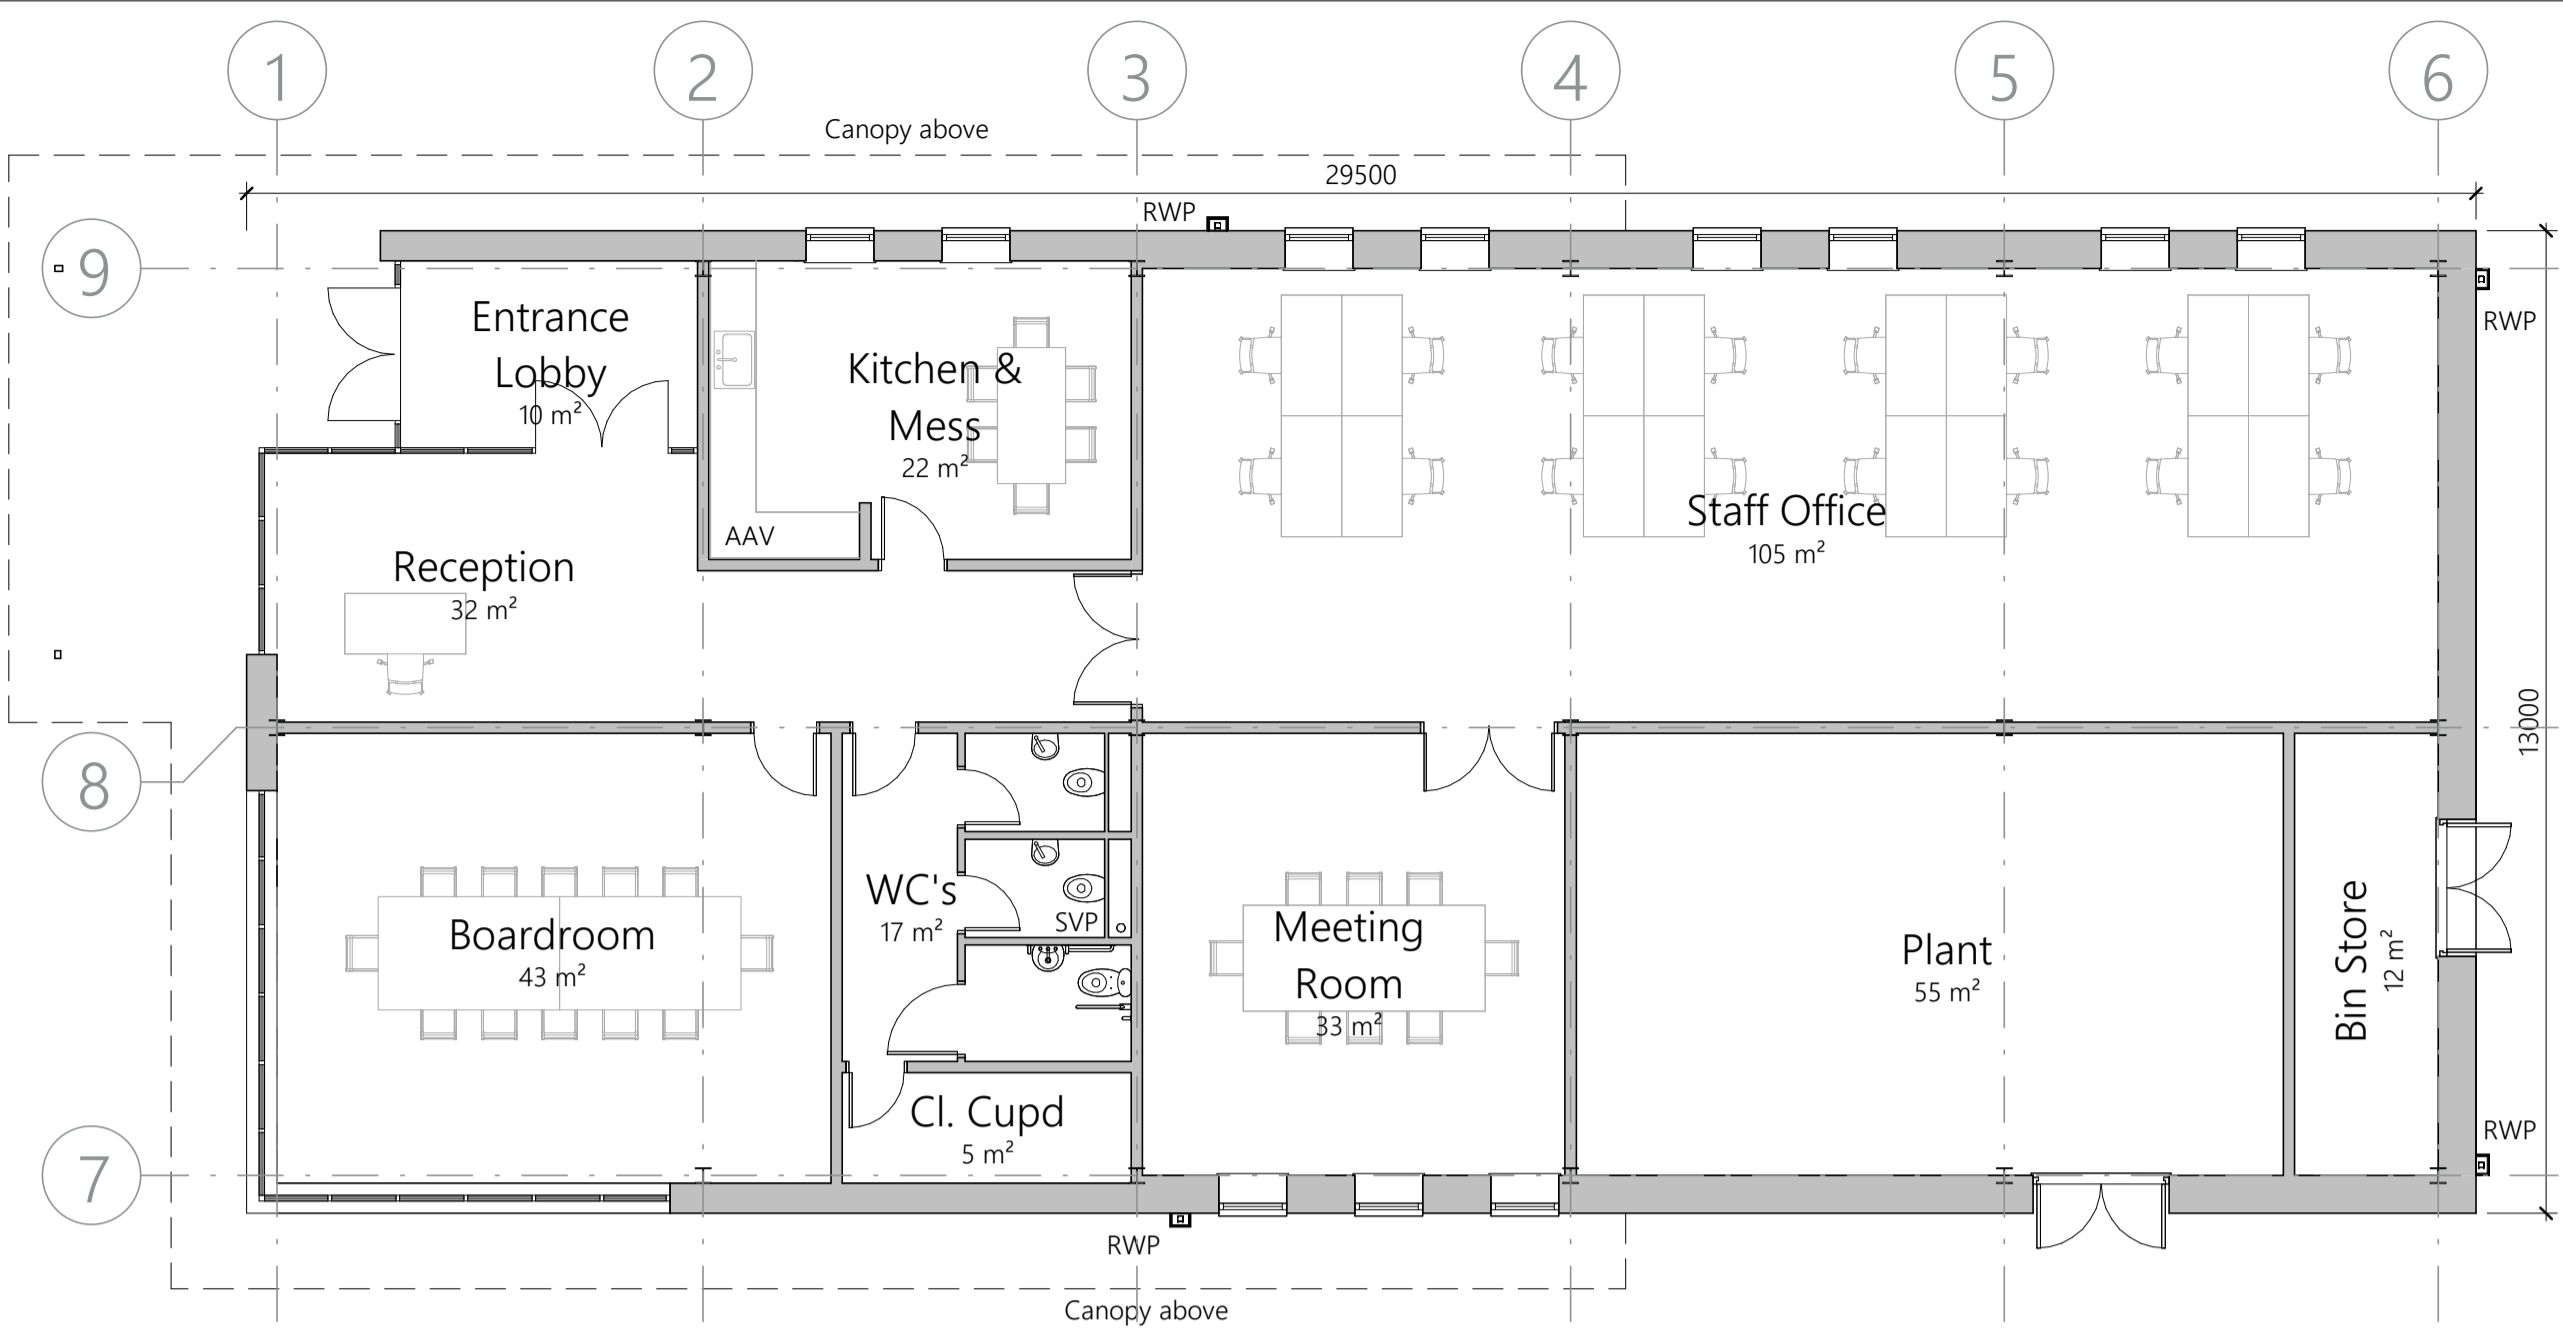 1
2
3
4
5
6
Canopy above
29500
RWP
9
Entrance
Lobby
10 m²
Kitchen &
Mess
22 m²
AAV
RWP
Staff Office
105 m²
Reception
32 m²
13000
8
WC's
17 m²
SVP
Boardroom
43 m²
Meeting
Room
33 m²
Plant
55 m²
Bin Store
12 m²
Cl. Cupd
5 m²
7
RWP
RWP
Canopy above